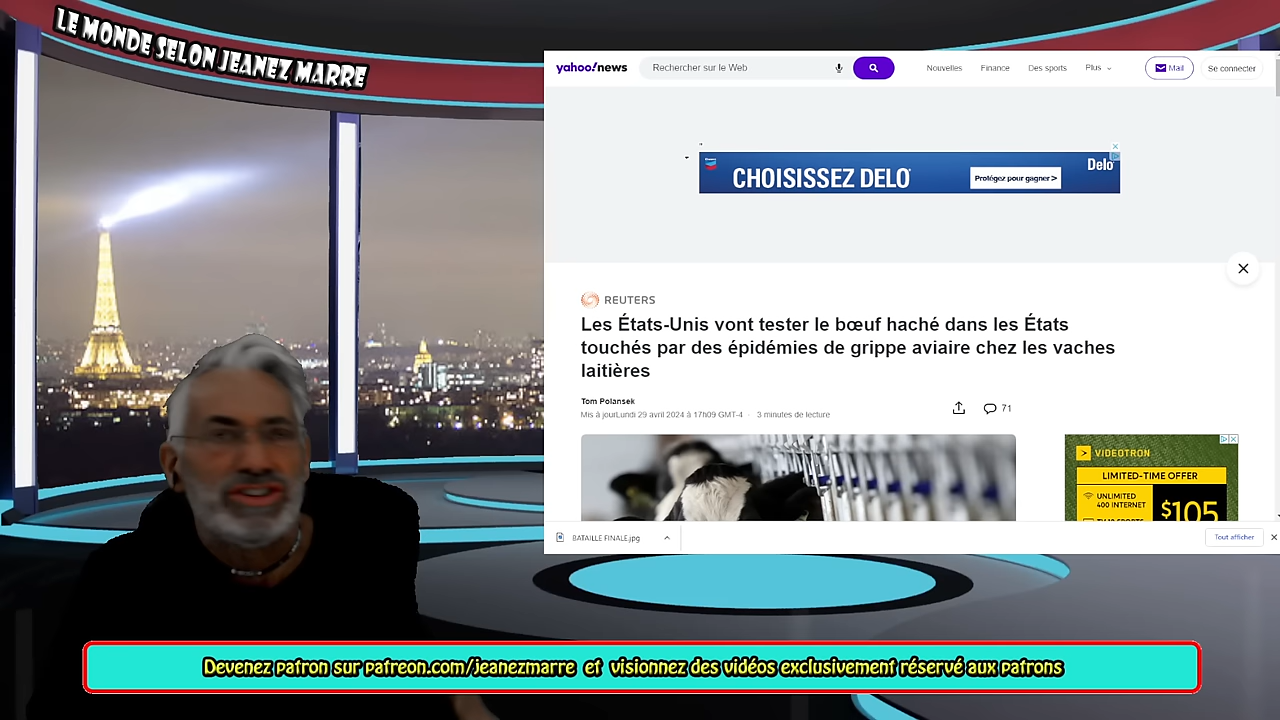 LE MONDE SELON JEANEZ MARRE
yahoo!news
Rechercher sur le Web
Nouvelles
Finance
Des sports
Plus
Mail
Se connecter
CHOISISSEZ DELO
Protégez pour gagner >
Delo
REUTERS
Les États-Unis vont tester le bœuf haché dans les États
touchés par des épidémies de grippe aviaire chez les vaches
laitières
Tom Polansek
Mis à jourLundi 29 avril 2024 à 17h09 GMT-4 · 3 minutes de lecture
71
VIDEOTRON
LIMITED-TIME OFFER
UNLIMITED
400 INTERNET
$105
BATAILLE FINALE.jpg
Tout afficher
Devenez patron sur patreon.com/jeanezmarre et visionnez des vidéos exclusivement réservé aux patrons